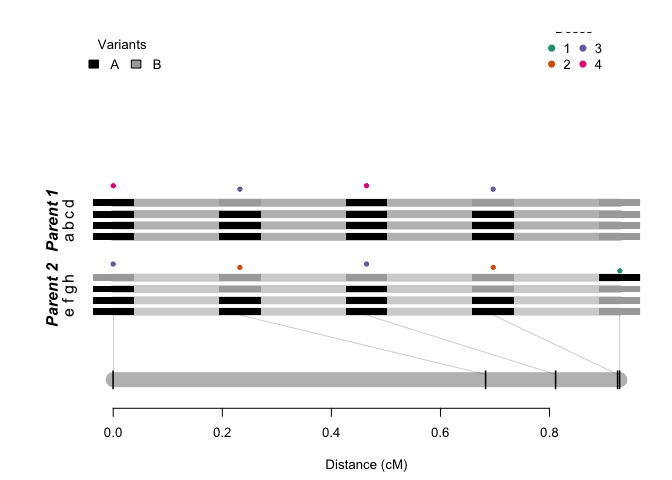 Variants
A B
1 3
2 4
Parent 1
a b c d
Parent 2
e f g h
0.0 0.2 0.4 0.6 0.8
Distance (cM)